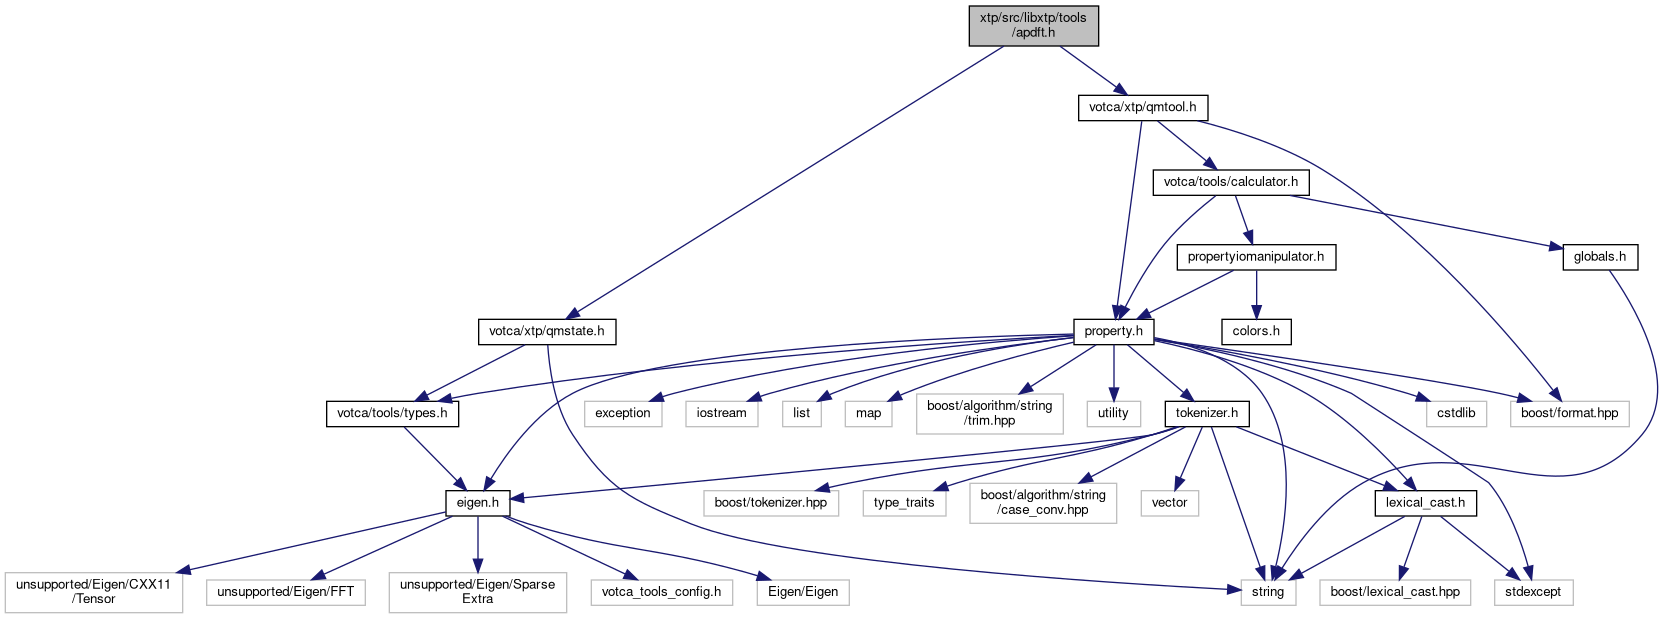 xtp/src/libxtp/tools
/apdft.h
votca/xtp/qmtool.h
votca/tools/calculator.h
propertyiomanipulator.h
globals.h
votca/xtp/qmstate.h
property.h
colors.h
votca/tools/types.h
exception
iostream
list
map
boost/algorithm/string
/trim.hpp
utility
tokenizer.h
cstdlib
boost/format.hpp
eigen.h
boost/tokenizer.hpp
type_traits
boost/algorithm/string
/case_conv.hpp
vector
lexical_cast.h
unsupported/Eigen/CXX11
/Tensor
unsupported/Eigen/FFT
unsupported/Eigen/Sparse
Extra
votca_tools_config.h
Eigen/Eigen
string
boost/lexical_cast.hpp
stdexcept